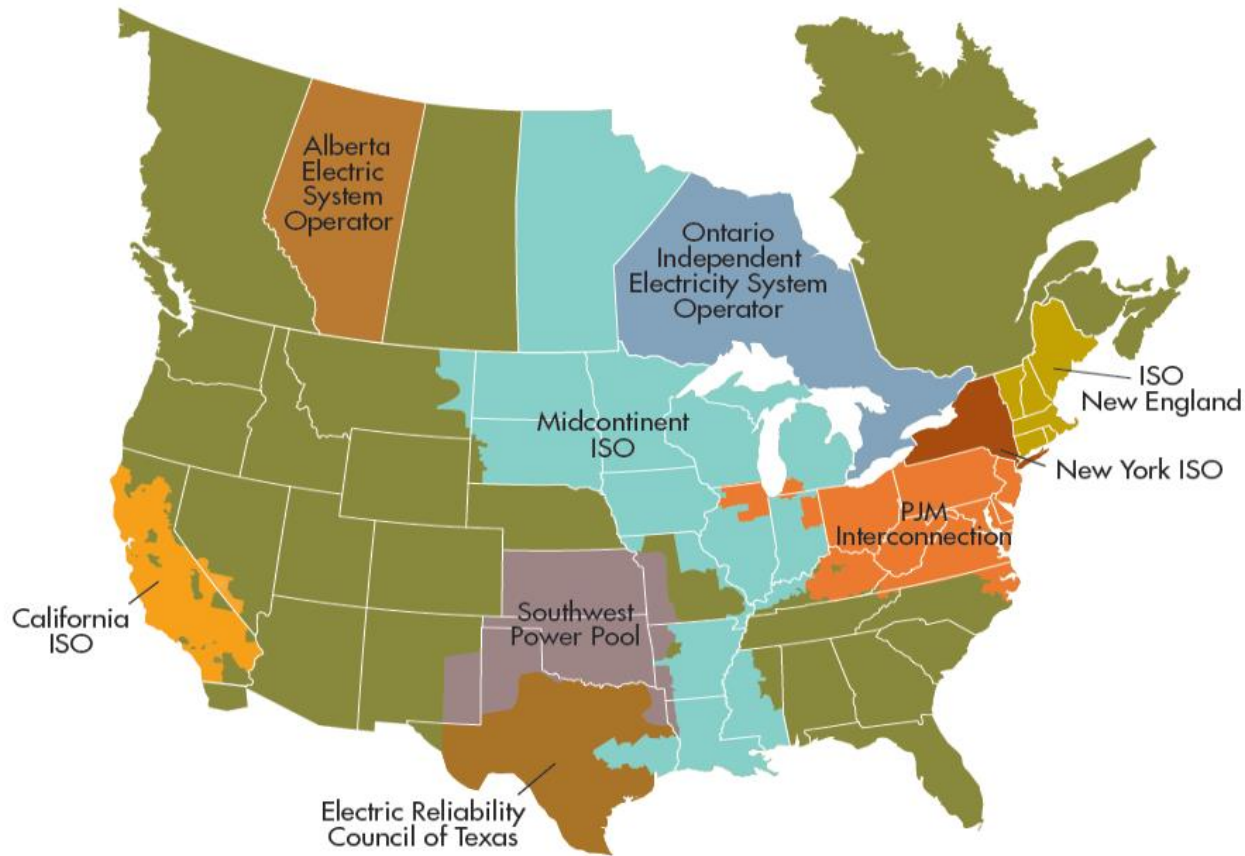 Alberta
Electric
System
Operator
Ontario
Independent
Electricity System
Operator
ISO
New England
Midcontinent
ISO
New York ISO
PJM
Interconnection
California
ISO
Southwest
Power Pool
Electric Reliability
Council of Texas